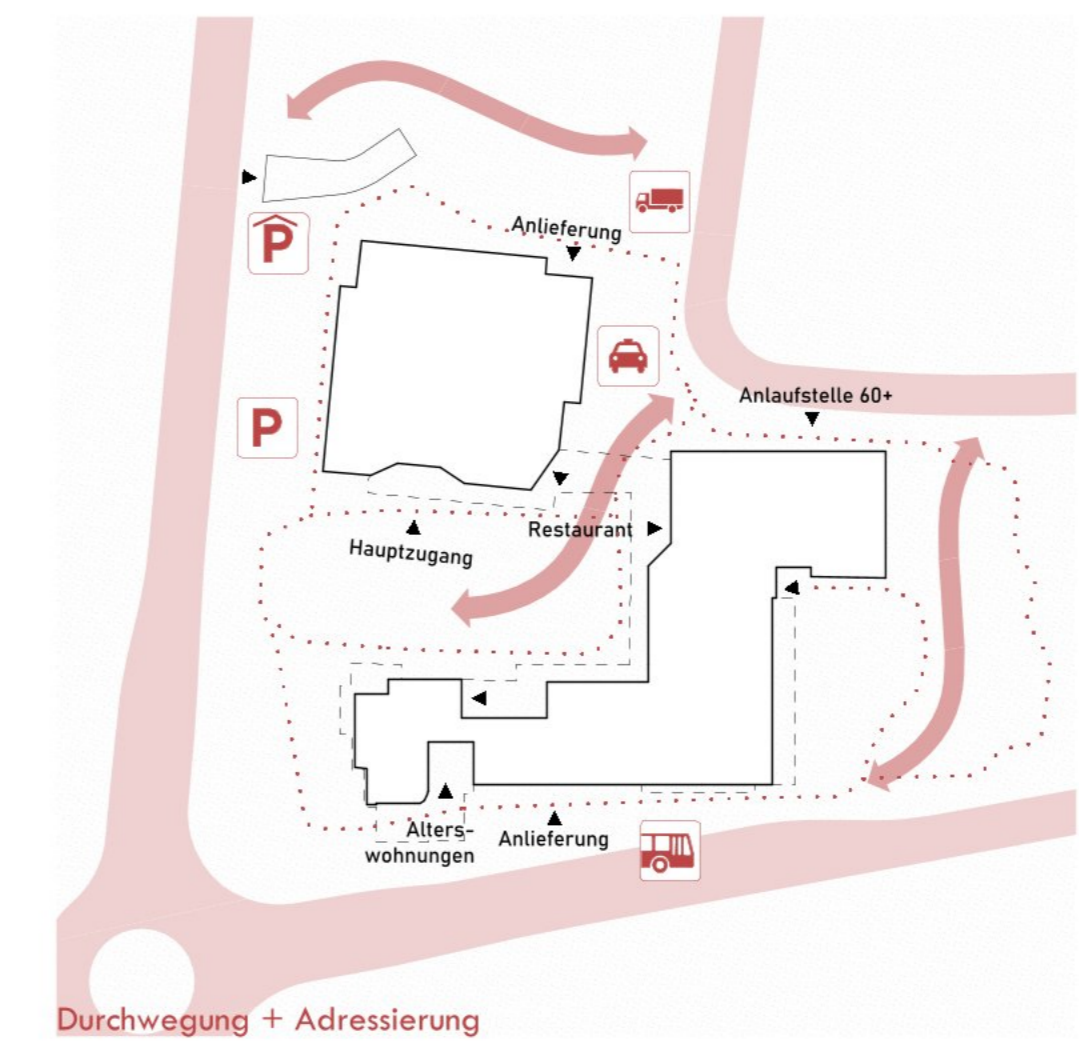 Anlieferung
P
P
Anlaufstelle 60+
Restaurant
Hauptzugang
Alters-
wohnungen
Anlieferung
Durchwegung + Adressierung